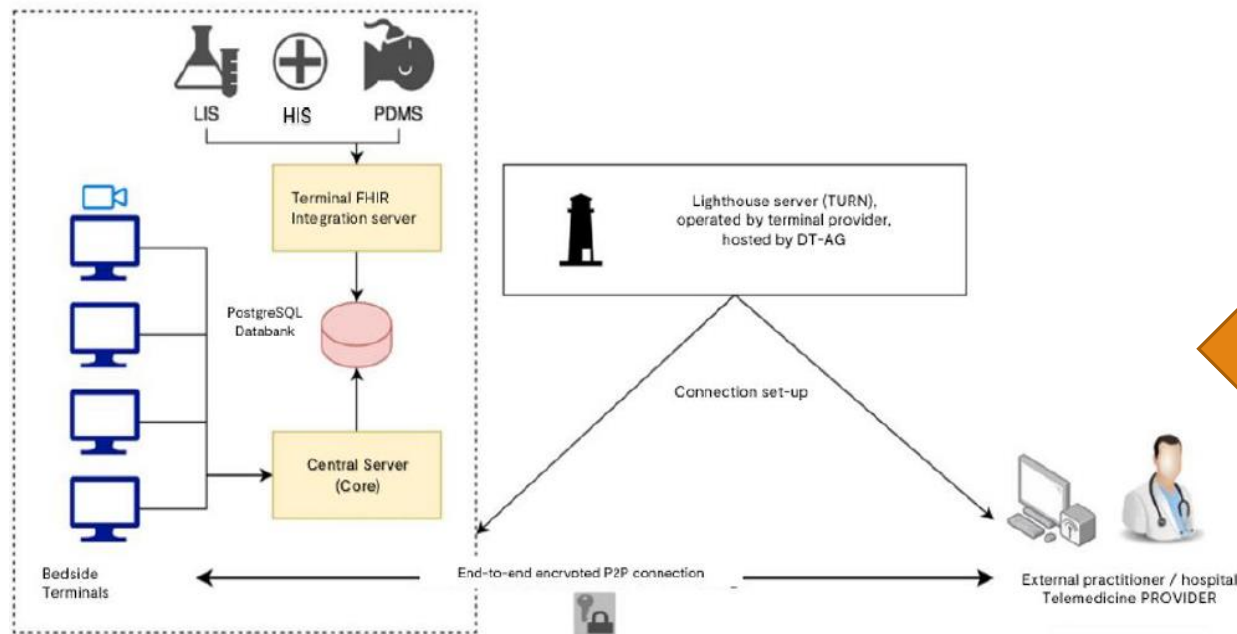 LIS
HIS
PDMS
Terminal FHIR
Integration server
Lighthouse server (TURN),
operated by terminal provider,
hosted by DT-AG
PostgreSQL
Databank
Connection set-up
Central Server
(Core)
Bedside
Terminals
End-to-end encrypted P2P connection
External practitioner / hospital
Telemedicine PROVIDER